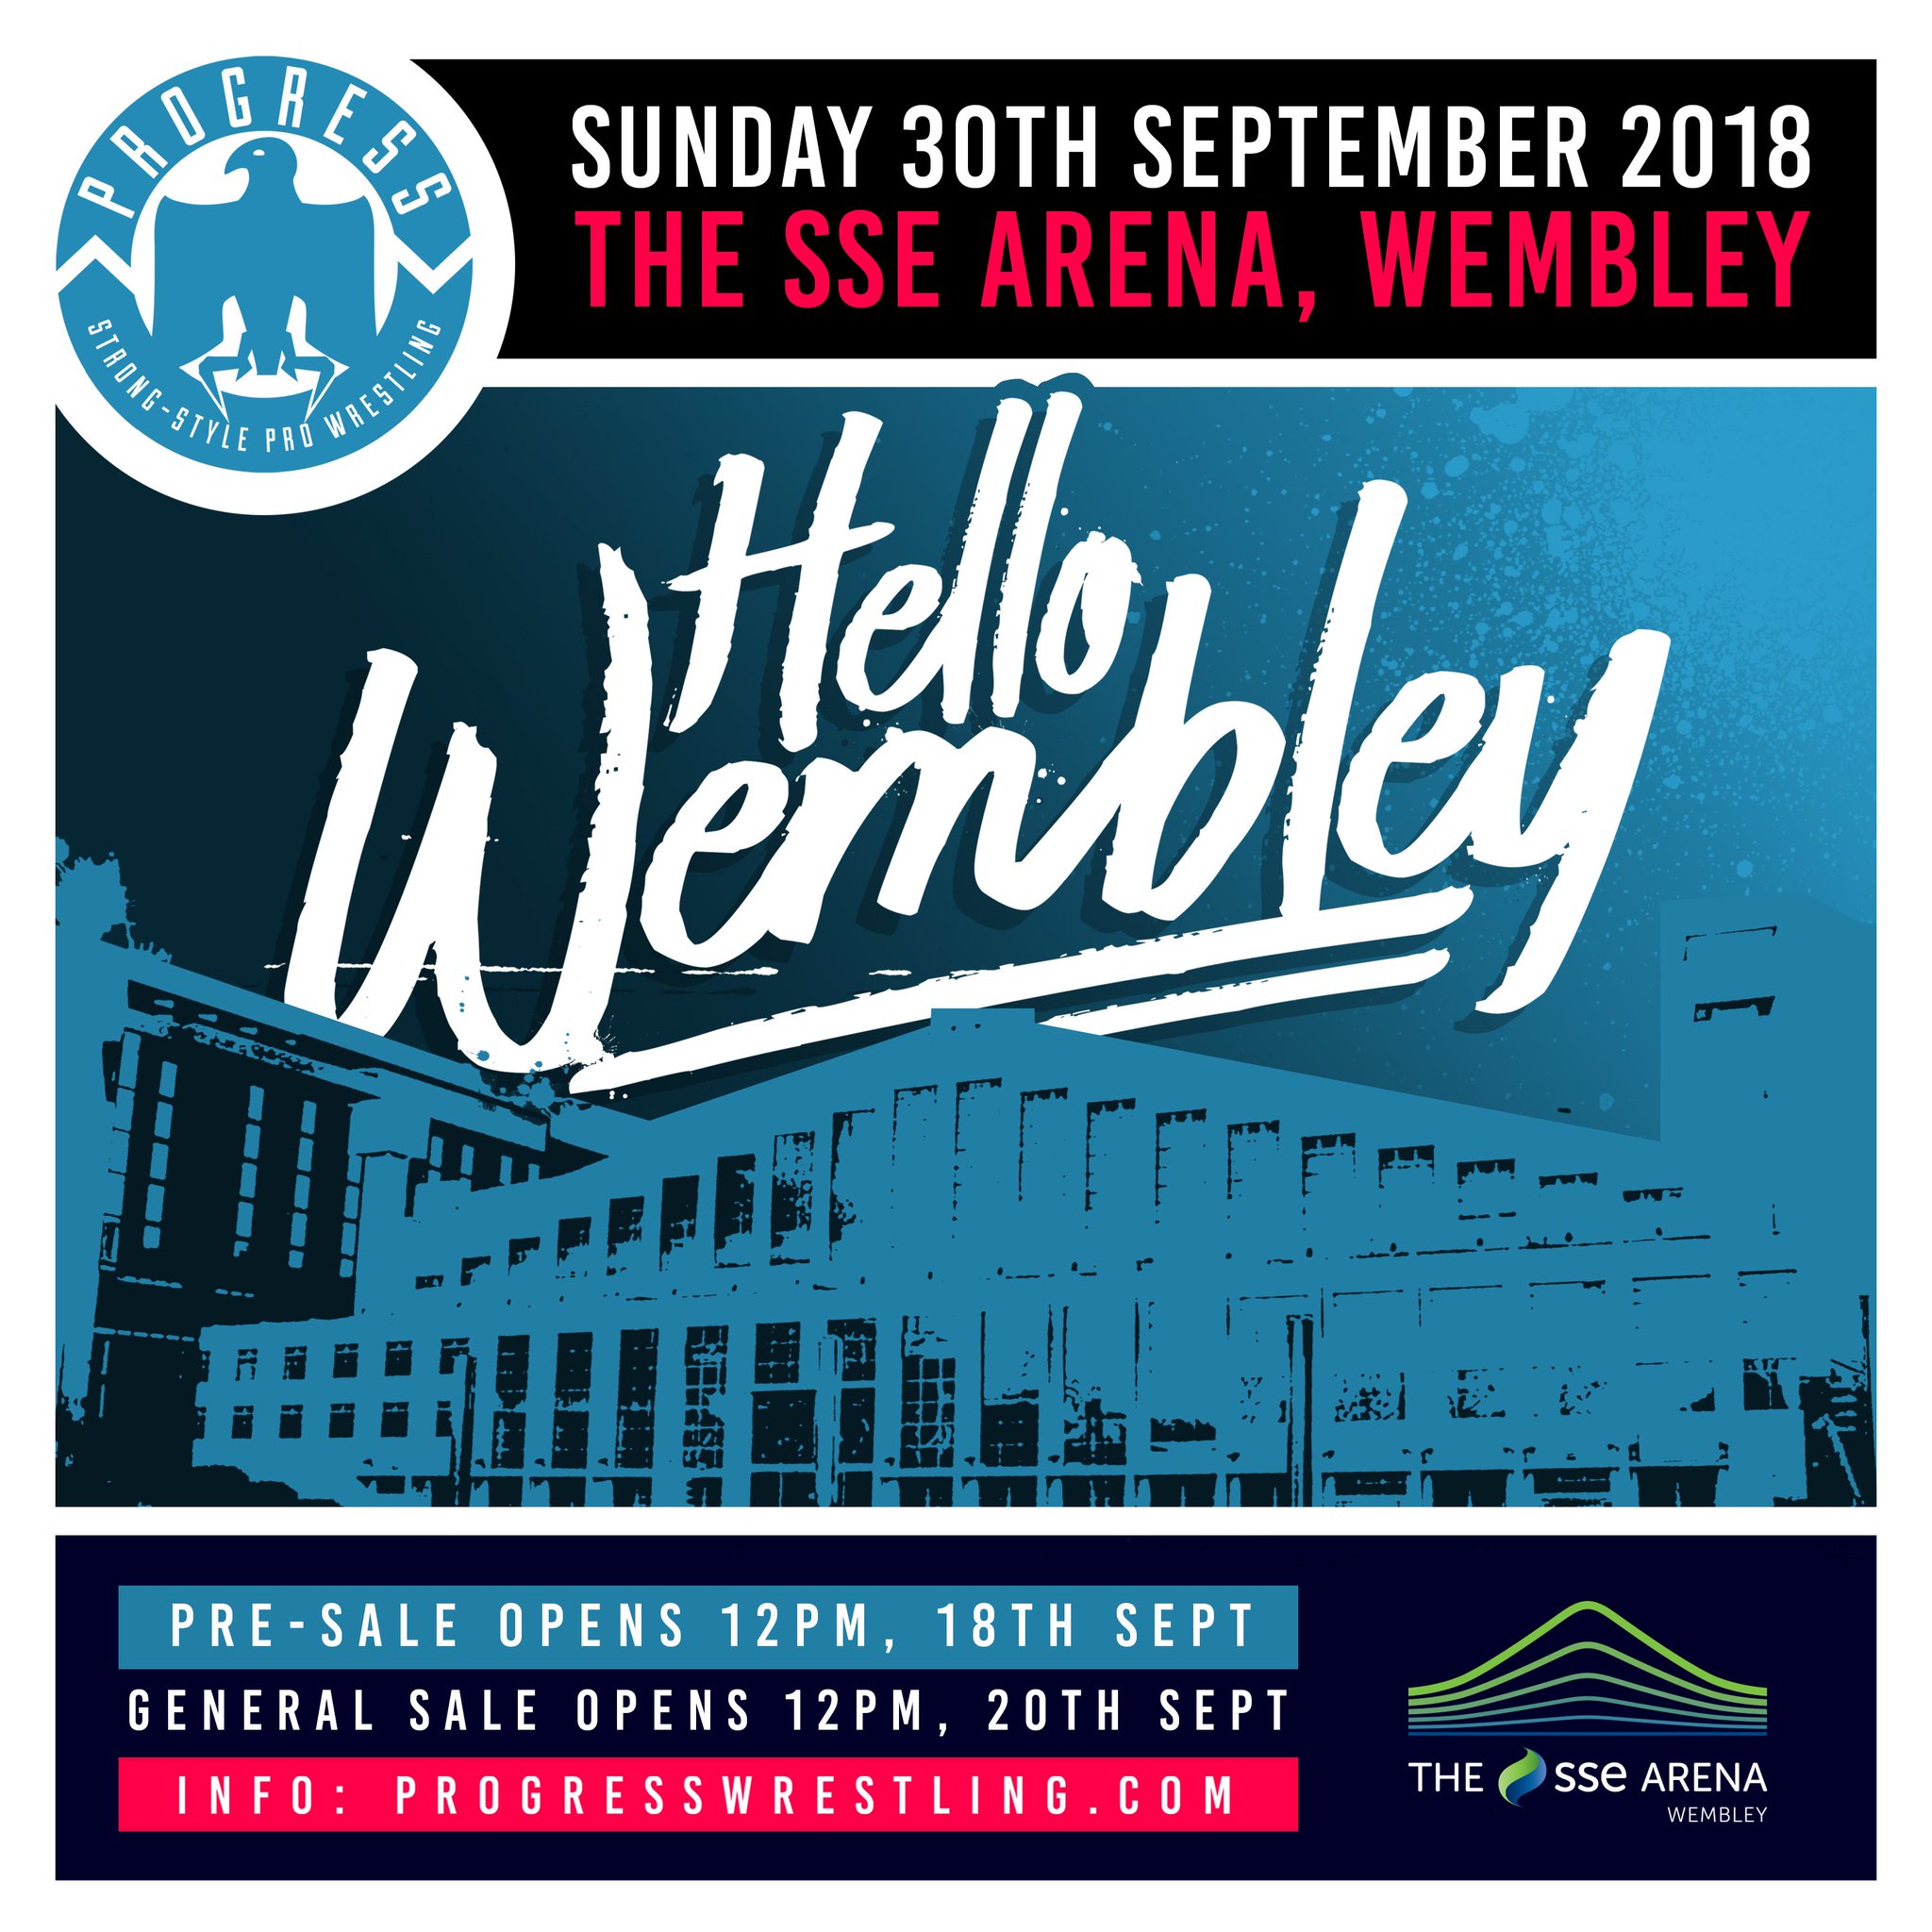 PROGRESS
STRONG-STYLE PRO WRESTLING
SUNDAY 30TH SEPTEMBER 2018
THE SSE ARENA, WEMBLEY
Hello
Wembley
PRE-SALE OPENS 12PM, 18TH SEPT
GENERAL SALE OPENS 12PM, 20TH SEPT
INFO: PROGRESSWRESTLING.COM
THE sse ARENA
WEMBLEY